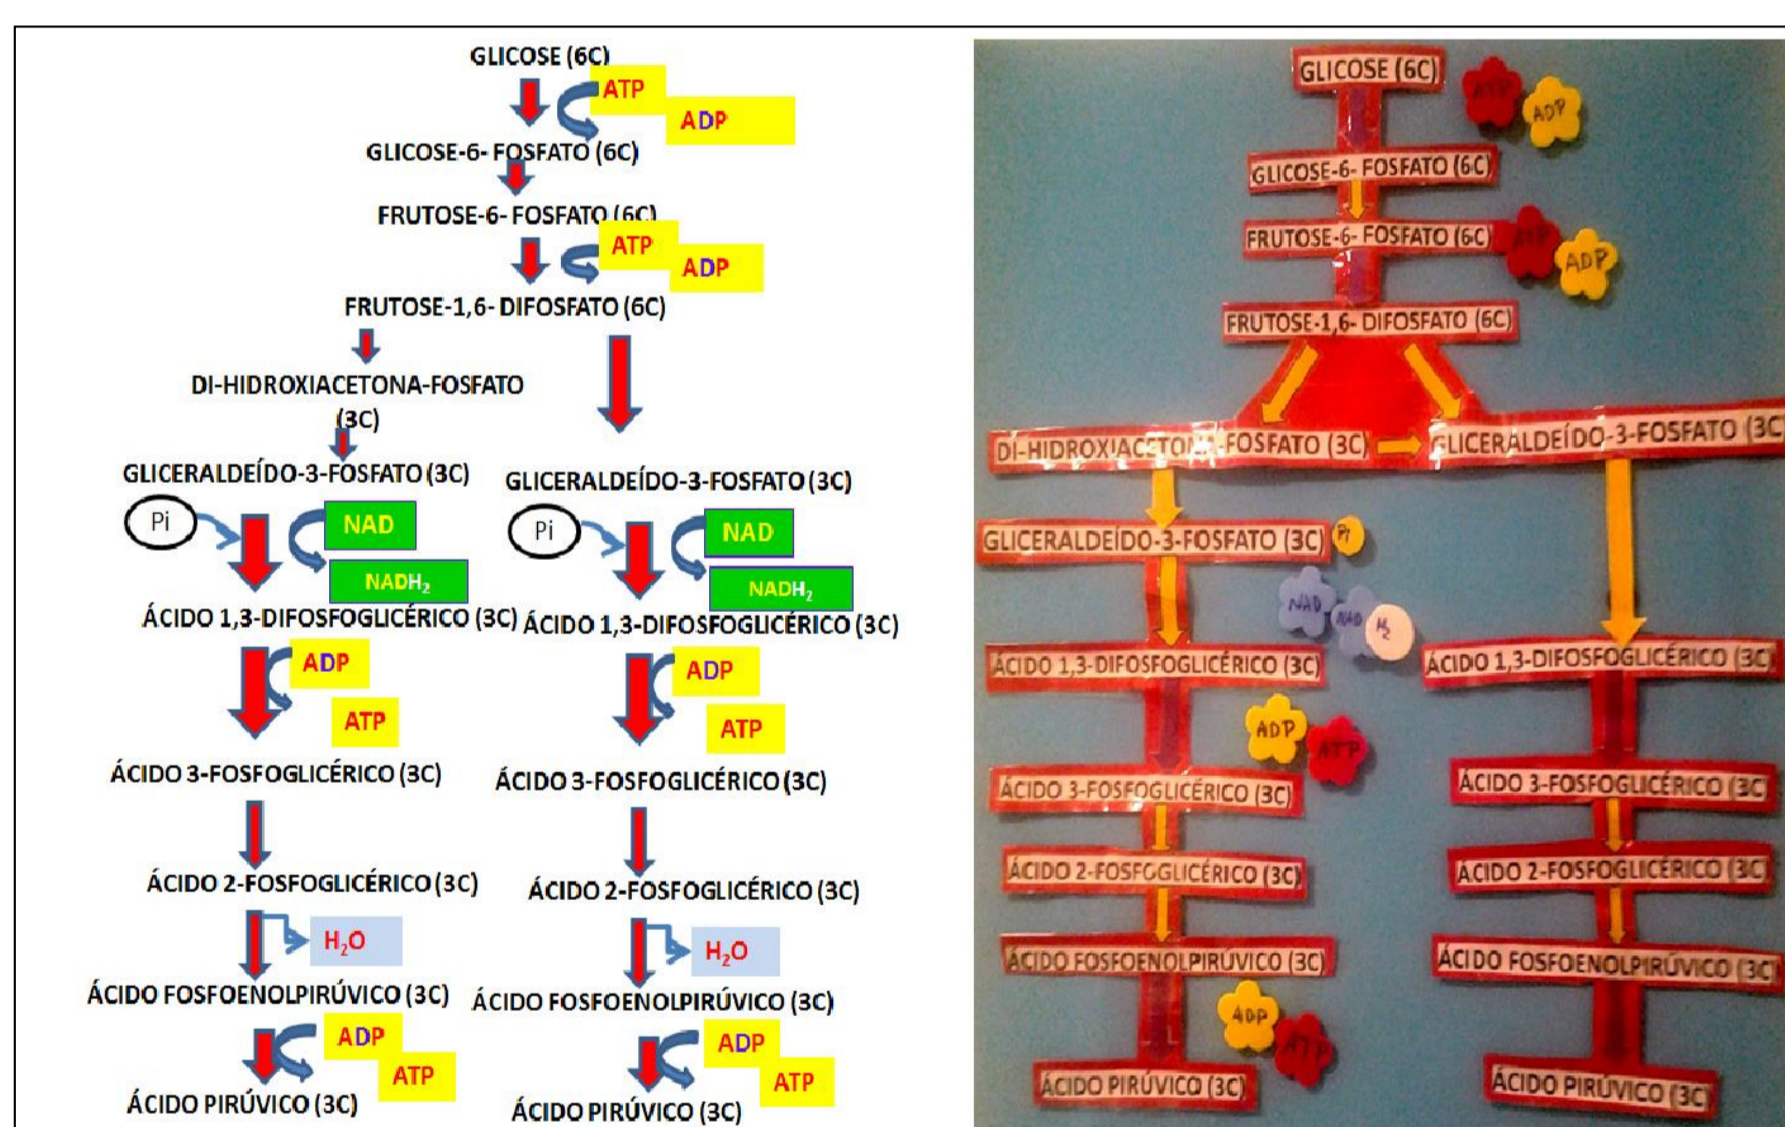 GLICOSE (6C)
ATP
ADP
GLICOSE-6- FOSFATO (6C)
FRUTOSE-6- FOSFATO (6C)
ATP
ADP
FRUTOSE-1,6- DIFOSFATO (6C)
DI-HIDROXIACETONA-FOSFATO
(3C)
GLICERALDEÍDO-3-FOSFATO (3C)
Pi
NAD
NADH₂
ÁCIDO 1,3-DIFOSFOGLICÉRICO (3C)
ADP
ATP
ÁCIDO 3-FOSFOGLICÉRICO (3C)
ÁCIDO 2-FOSFOGLICÉRICO (3C)
H₂O
ÁCIDO FOSFOENOLPIRÚVICO (3C)
ADP
ATP
ÁCIDO PIRÚVICO (3C)
GLICERALDEÍDO-3-FOSFATO (3C)
Pi
NAD
NADH₂
ÁCIDO 1,3-DIFOSFOGLICÉRICO (3C)
ADP
ATP
ÁCIDO 3-FOSFOGLICÉRICO (3C)
ÁCIDO 2-FOSFOGLICÉRICO (3C)
H₂O
ÁCIDO FOSFOENOLPIRÚVICO (3C)
ADP
ATP
ÁCIDO PIRÚVICO (3C)
GLICOSE (6C)
ATP
ADP
GLICOSE-6- FOSFATO (6C)
FRUTOSE-6- FOSFATO (6C)
ATP
ADP
FRUTOSE-1,6- DIFOSFATO (6C)
DI-HIDROXIACETONA-FOSFATO (3C)
GLICERALDEÍDO-3-FOSFATO (3C
GLICERALDEÍDO-3-FOSFATO (3C)
Pi
NAD
NAD
H2
ÁCIDO 1,3-DIFOSFOGLICÉRICO (3C)
ADP
ATP
ÁCIDO 3-FOSFOGLICÉRICO (3C)
ÁCIDO 2-FOSFOGLICÉRICO (3C)
ÁCIDO FOSFOENOLPIRÚVICO (3C)
ADP
ATP
ÁCIDO PIRÚVICO (3C)
ÁCIDO 1,3-DIFOSFOGLICÉRICO (3C)
ÁCIDO 3-FOSFOGLICÉRICO (3C)
ÁCIDO 2-FOSFOGLICÉRICO (3C)
ÁCIDO FOSFOENOLPIRÚVICO (3C)
ÁCIDO PIRÚVICO (3C)